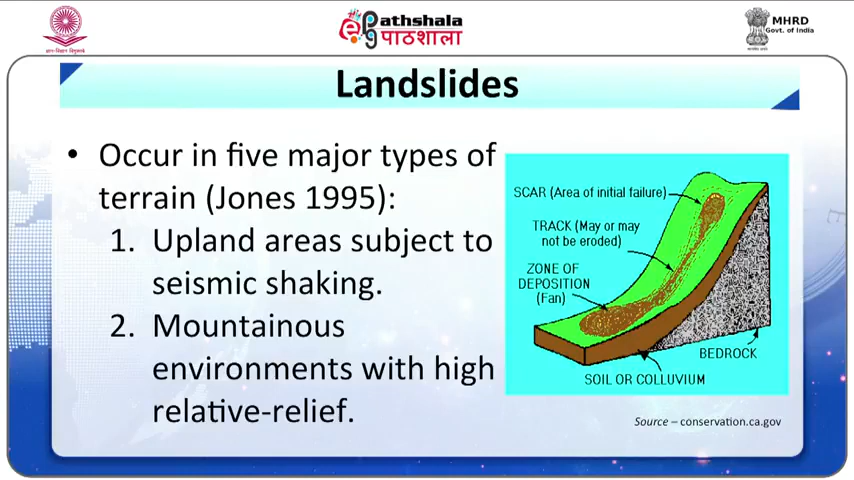 ePathshala
पाठशाला
MHRD
Govt. of India
Landslides
• Occur in five major types of
terrain (Jones 1995):
1. Upland areas subject to
seismic shaking.
2. Mountainous
environments with high
relative-relief.
SCAR (Area of initial failure)
TRACK (May or may
not be eroded)
ZONE OF
DEPOSITION
(Fan)
BEDROCK
SOIL OR COLLUVIUM
Source – conservation.ca.gov